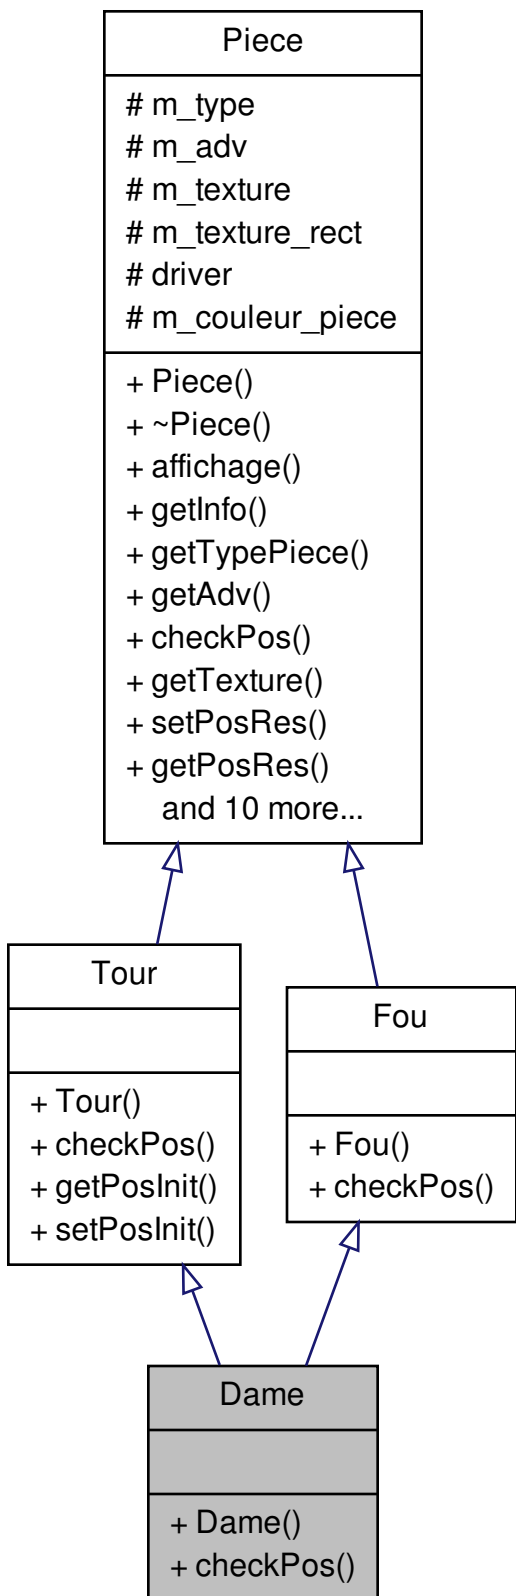 Piece
# m_type
# m_adv
# m_texture
# m_texture_rect
# driver
# m_couleur_piece
+ Piece()
+ ~Piece()
+ affichage()
+ getInfo()
+ getTypePiece()
+ getAdv()
+ checkPos()
+ getTexture()
+ setPosRes()
+ getPosRes()
and 10 more...
Tour
+ Tour()
+ checkPos()
+ getPosInit()
+ setPosInit()
Fou
+ Fou()
+ checkPos()
Dame
+ Dame()
+ checkPos()